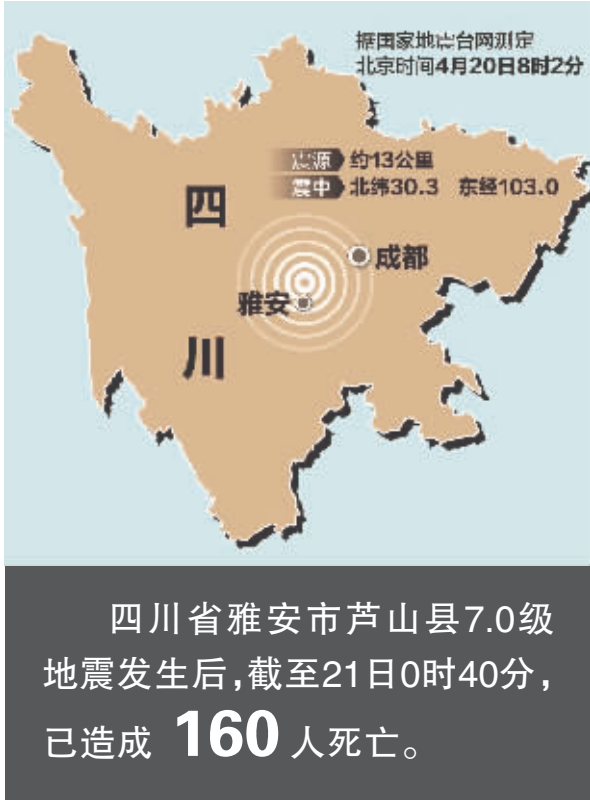 据国家地震台网测定
北京时间4月20日8时2分
震源 约13公里
震中 北纬30.3 东经103.0
四
川
成都
雅安
四川省雅安市芦山县7.0级
地震发生后,截至21日0时40分,
已造成 160 人死亡。